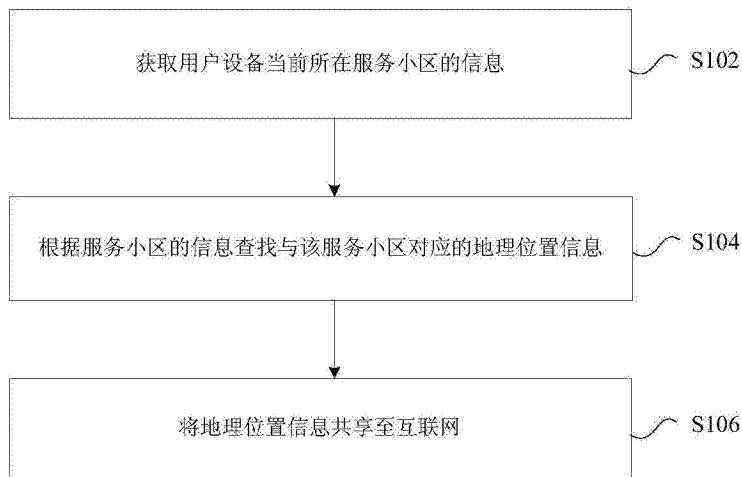 获取用户设备当前所在服务小区的信息
S102
根据服务小区的信息查找与该服务小区对应的地理位置信息
S104
将地理位置信息共享至互联网
S106